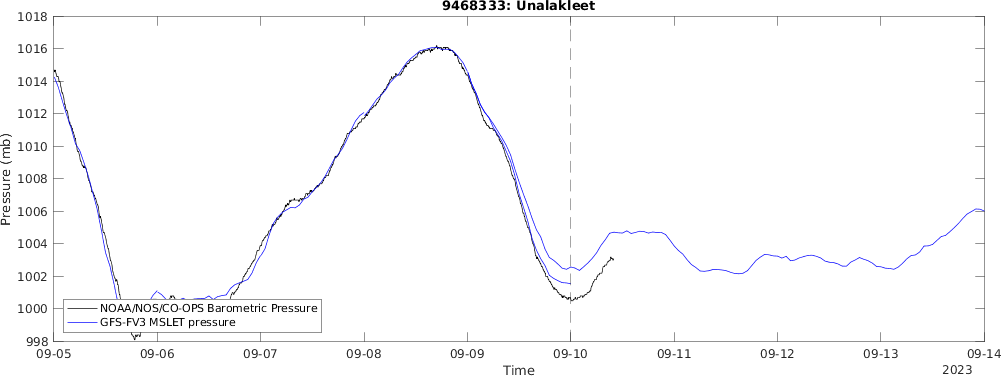 9468333: Unalakleet
1018
1016
1014
1012
1010
1008
1006
1004
1002
1000
998
Pressure (mb)
NOAA/NOS/CO-OPS Barometric Pressure
GFS-FV3 MSLET pressure
09-05 09-06 09-07 09-08 09-09 09-10 09-11 09-12 09-13 09-14
Time
2023